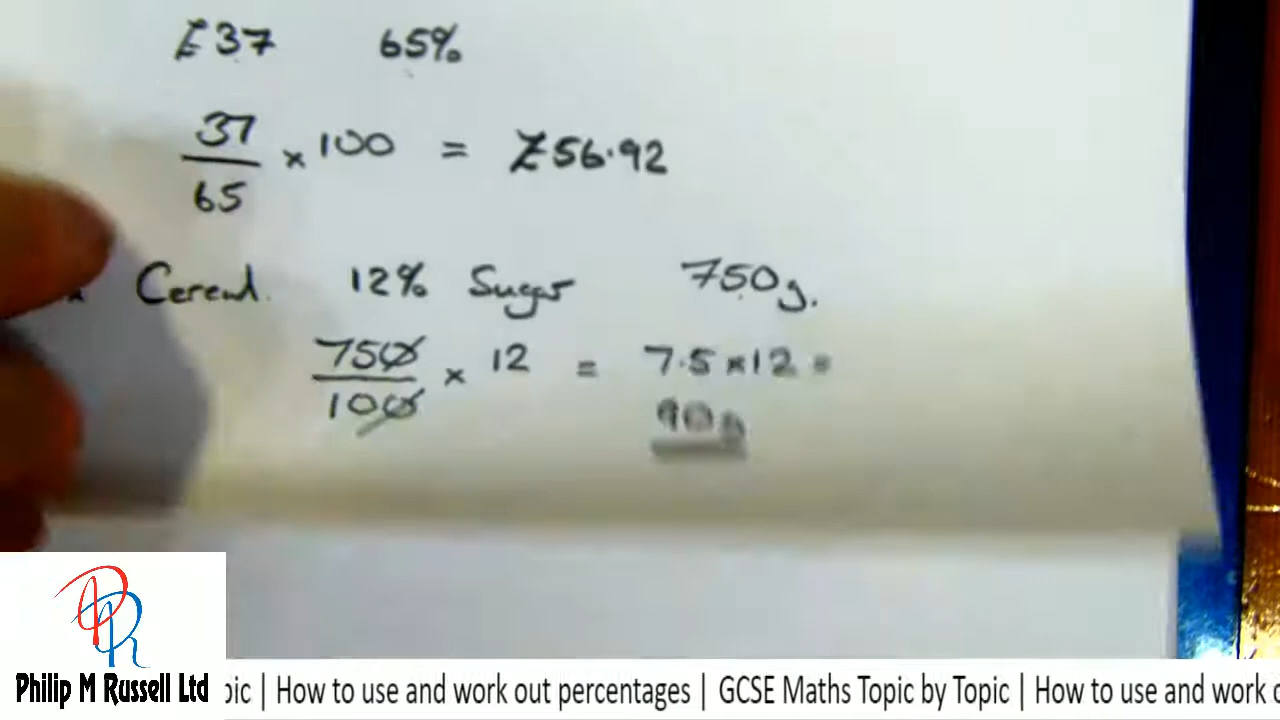 £37 65%
37
65
× 100 = £56.92
Cereal. 12% Sugar 750g.
750
100
× 12 = 7.5 × 12 =
90g
Philip M Russell Ltd
pic | How to use and work out percentages | GCSE Maths Topic by Topic | How to use and work